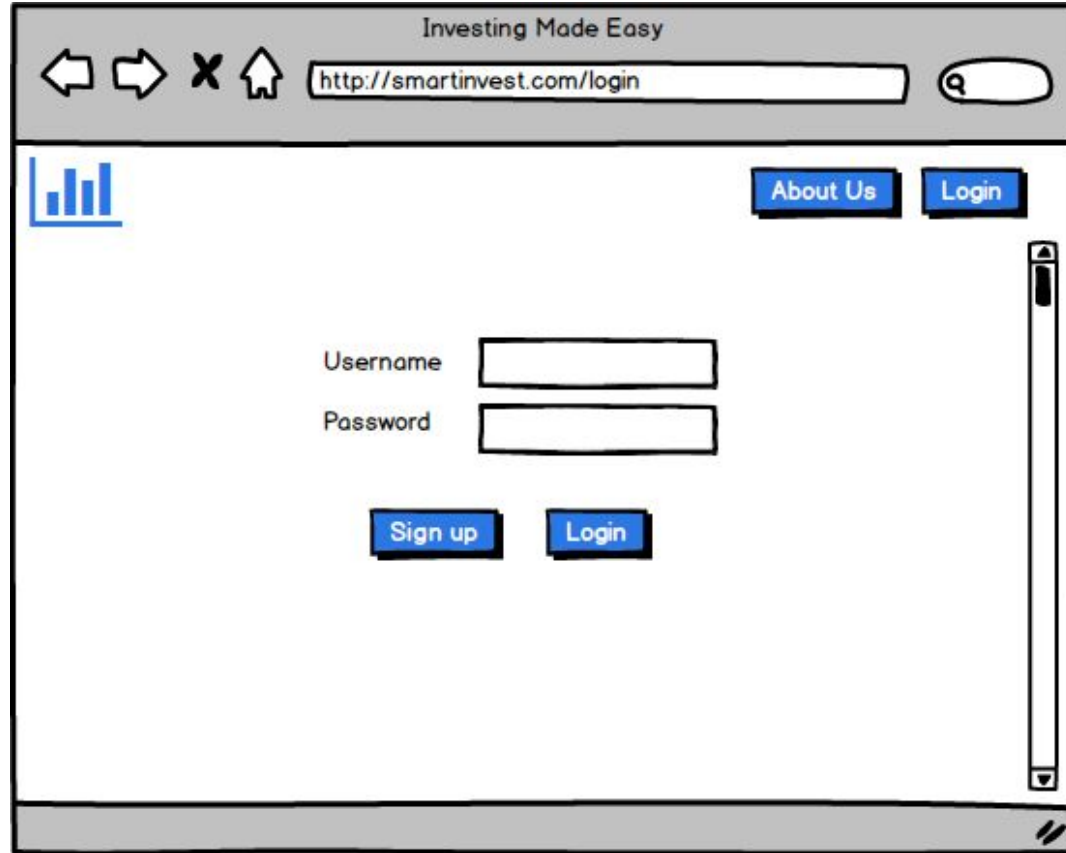 Investing Made Easy
http://smartinvest.com/login
About Us
Login
Username
Password
Sign up
Login